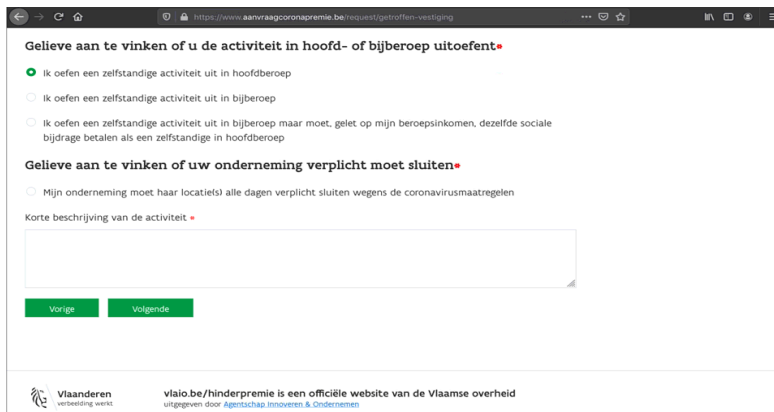 https://www.aanvraagcoronapremie.be/request/getroffen-vestiging
Gelieve aan te vinken of u de activiteit in hoofd- of bijberoep uitoefent*
Ik oefen een zelfstandige activiteit uit in hoofdberoep
Ik oefen een zelfstandige activiteit uit in bijberoep
Ik oefen een zelfstandige activiteit uit in bijberoep maar moet, gelet op mijn beroepsinkomen, dezelfde sociale
bijdrage betalen als een zelfstandige in hoofdberoep
Gelieve aan te vinken of uw onderneming verplicht moet sluiten*
Mijn onderneming moet haar locatie(s) alle dagen verplicht sluiten wegens de coronavirusmaatregelen
Korte beschrijving van de activiteit *
Vorige
Volgende
Vlaanderen
verbeelding werkt
vlaio.be/hinderpremie is een officiële website van de Vlaamse overheid
uitgegeven door Agentschap Innoveren & Ondernemen